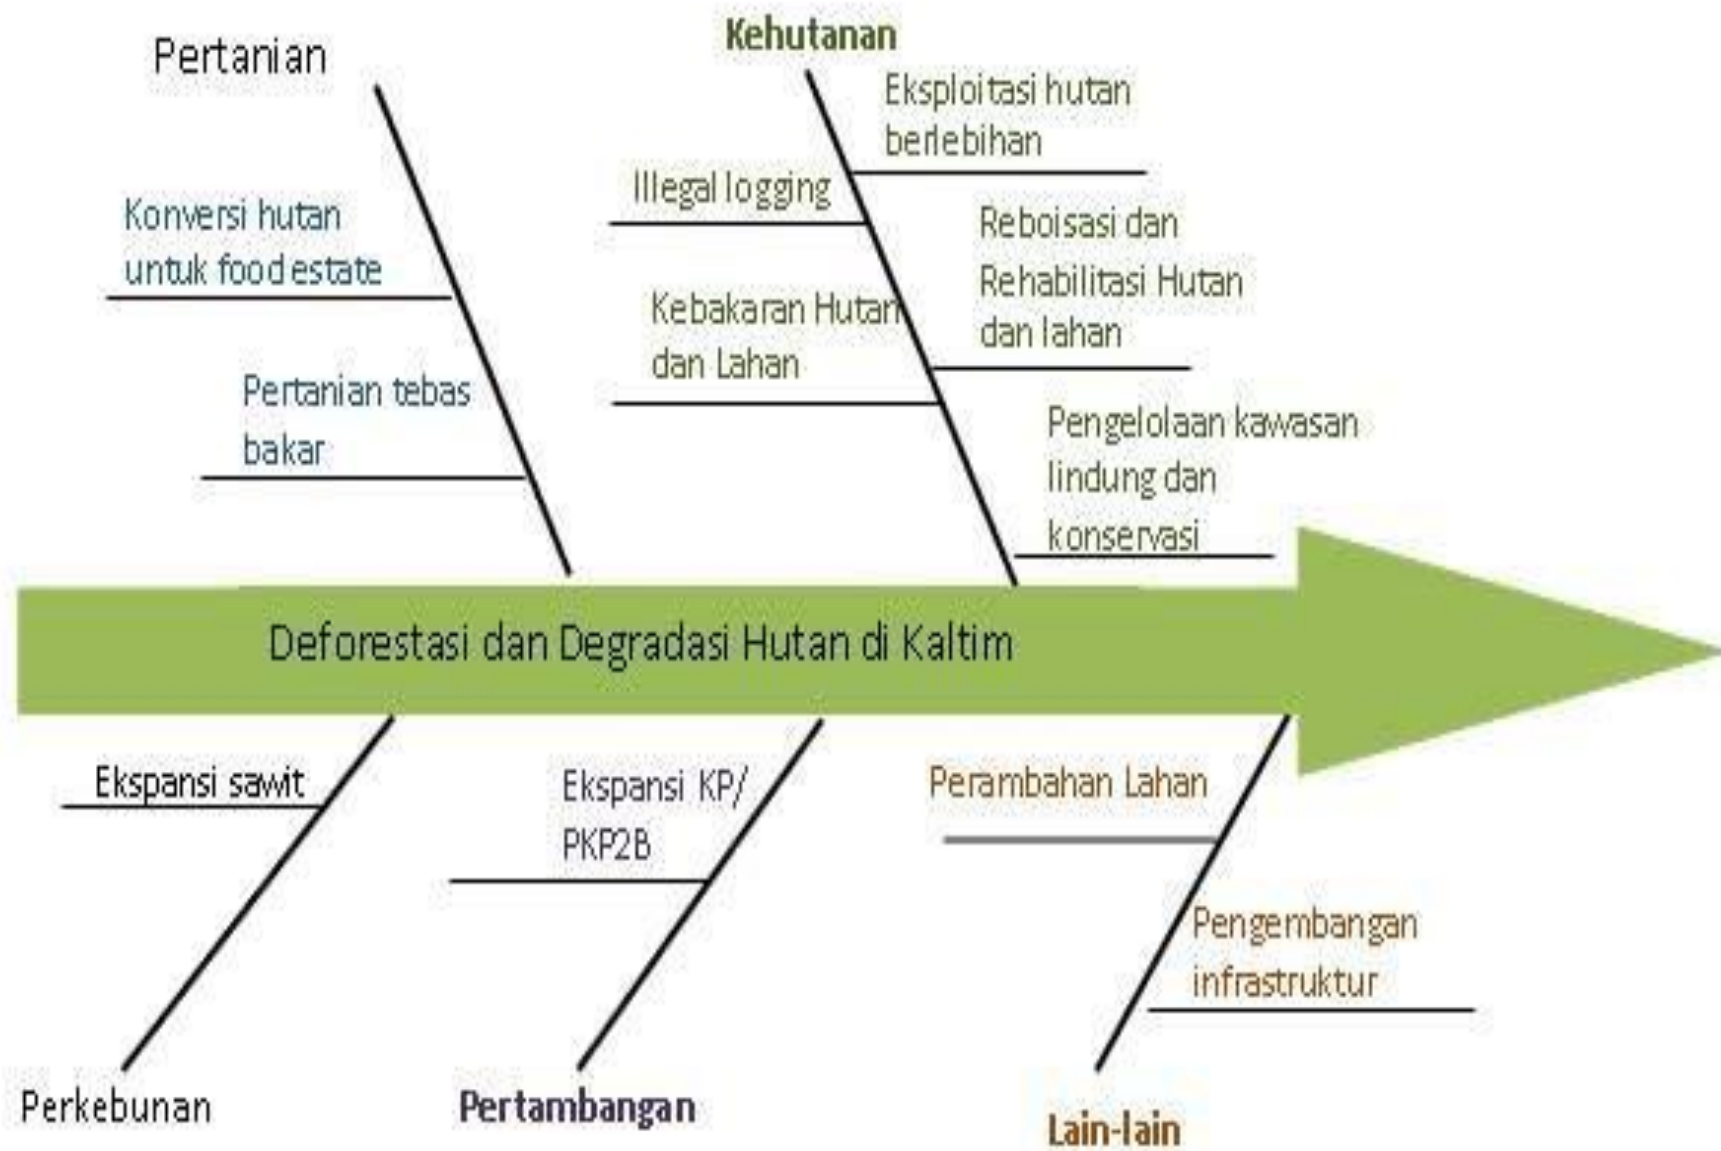 Pertanian
Kehutanan
Eksploitasi hutan
berlebihan
Illegal logging
Konversi hutan
untuk food estate
Reboisasi dan
Rehabilitasi Hutan
dan lahan
Kebakaran Hutan
dan Lahan
Pertanian tebas
bakar
Pengelolaan kawasan
lindung dan
konservasi
Deforestasi dan Degradasi Hutan di Kaltim
Ekspansi sawit
Ekspansi KP/
PKP2B
Perambahan Lahan
Pengembangan
infrastruktur
Perkebunan
Pertambangan
Lain-lain